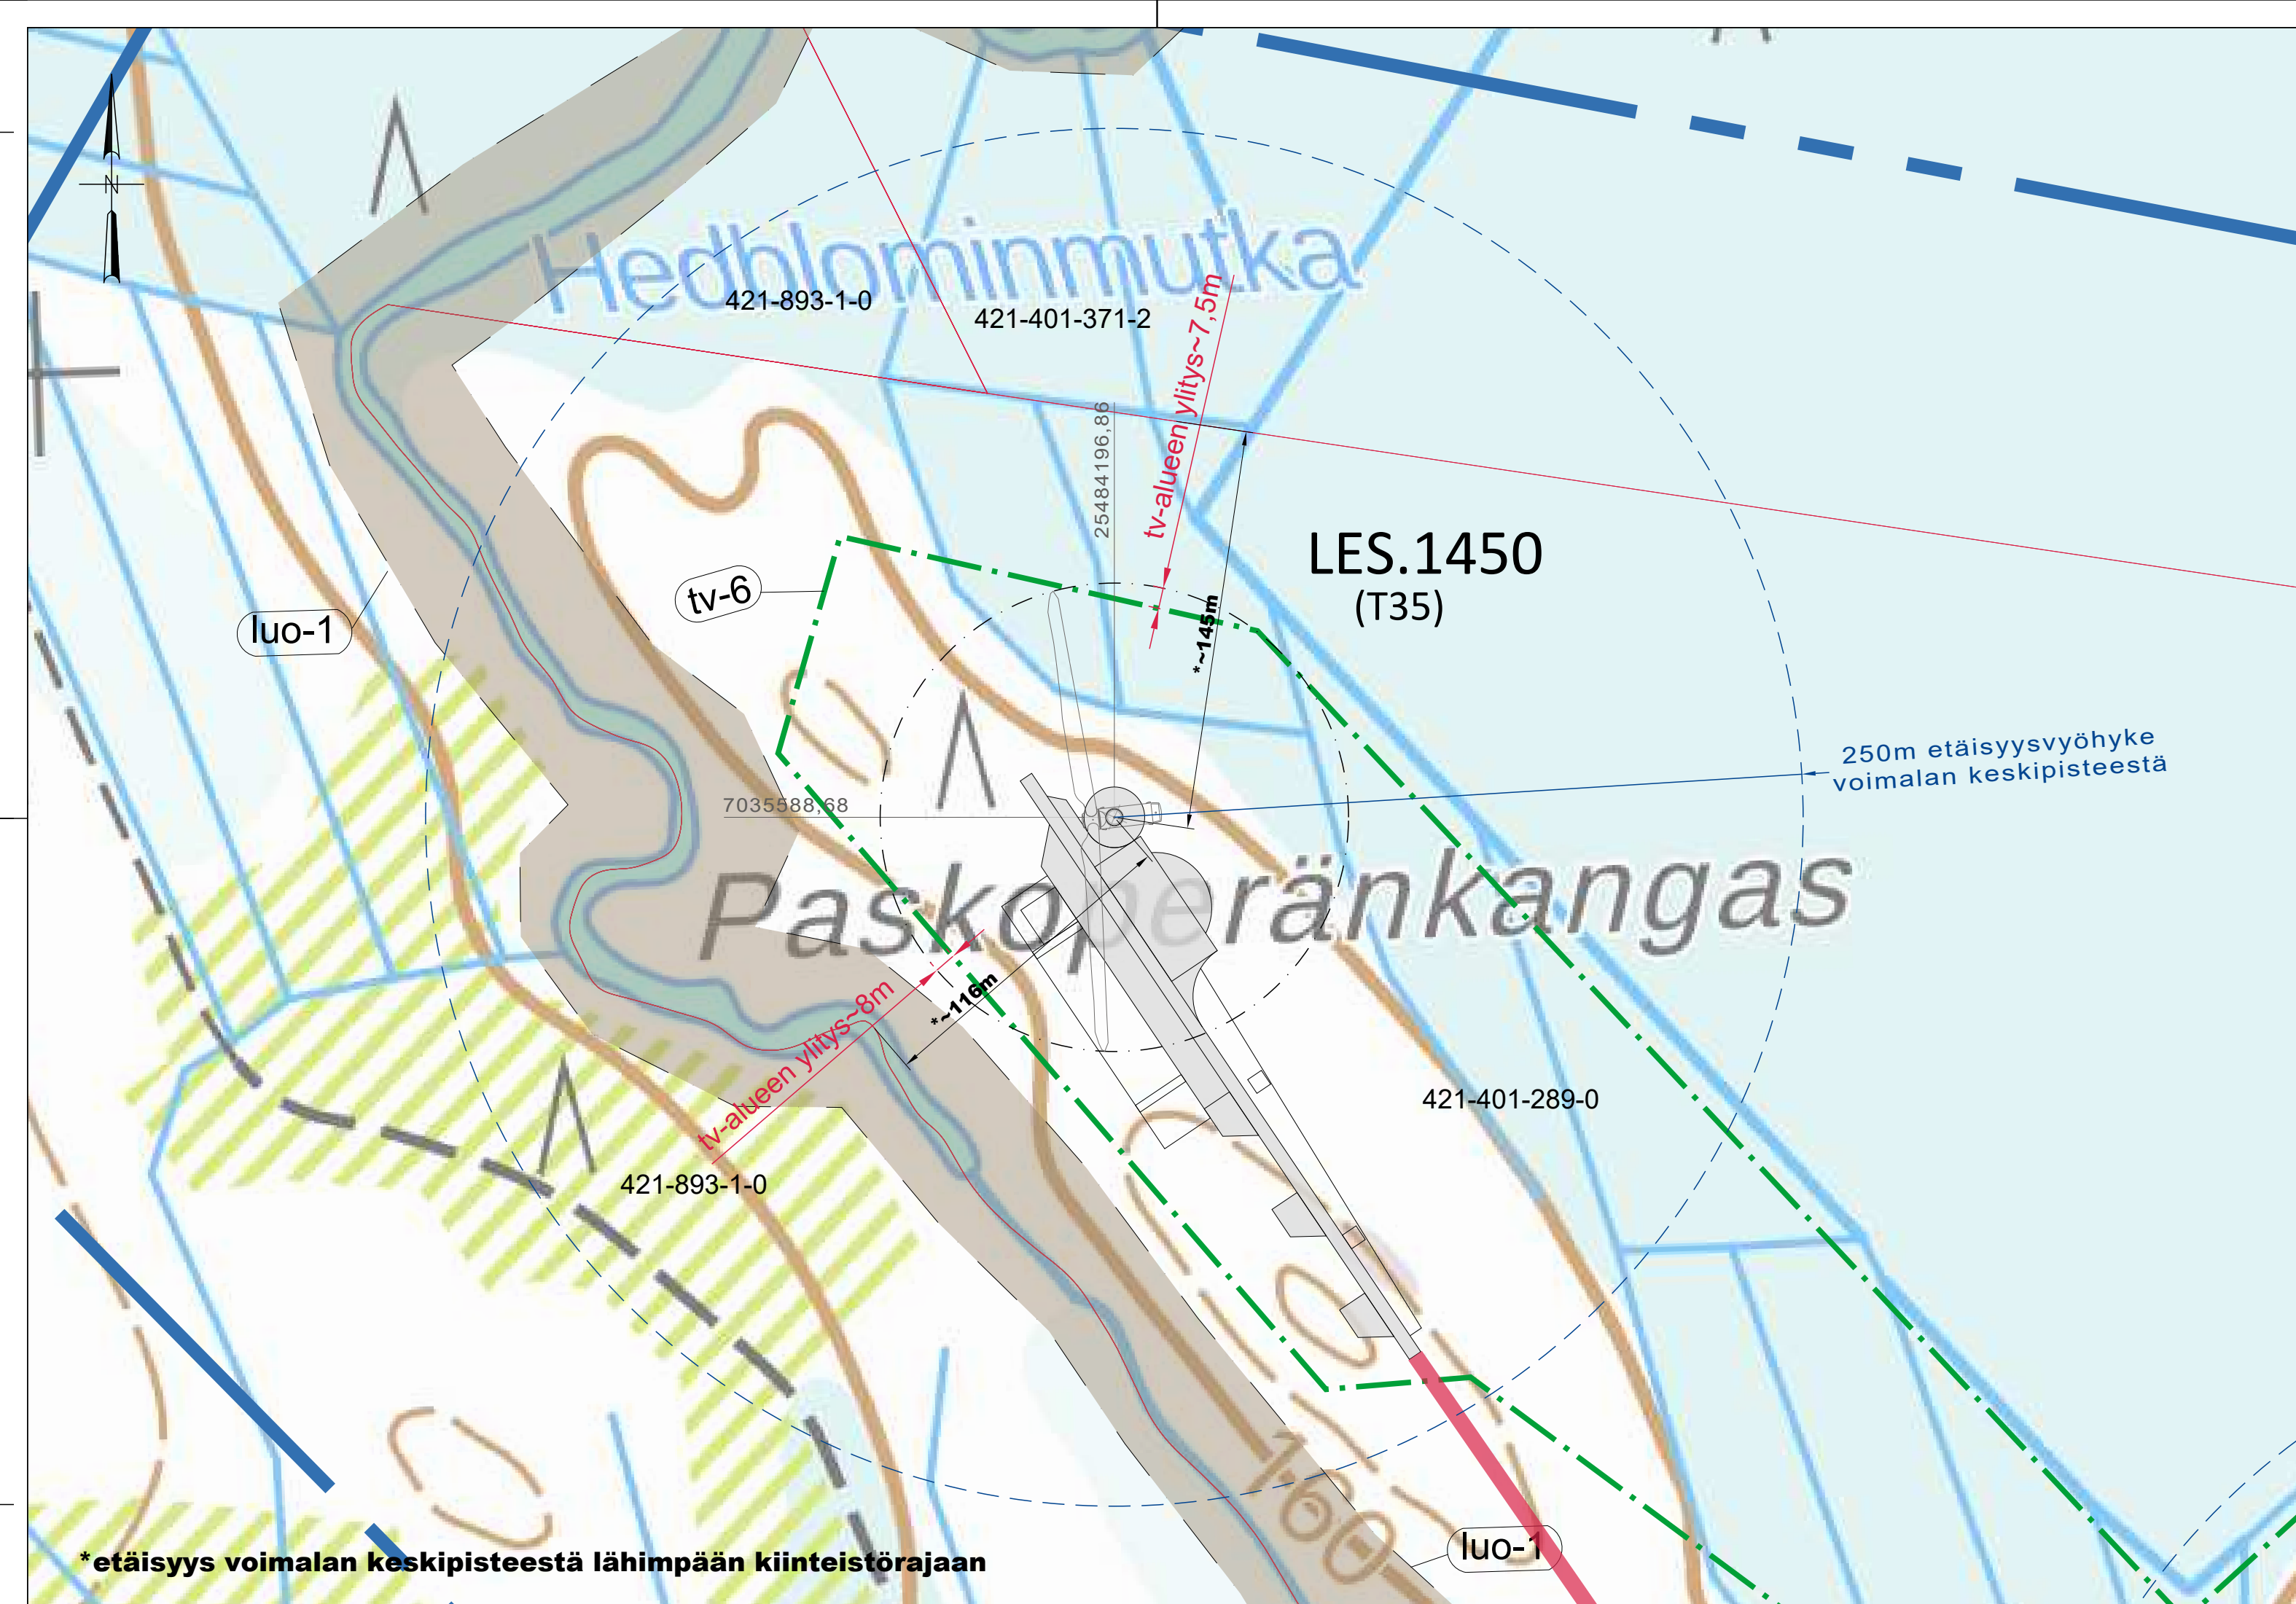 N
Hedblominmutka
421-893-1-0
421-401-371-2
tv-alueen ylitys~7,5m
25484196,86
LES.1450
(T35)
tv-6
luo-1
*~145m
250m etäisyysvyöhyke
voimalan keskipisteestä
7035588,68
Paskoperänkangas
*~116m
tv-alueen ylitys~8m
421-401-289-0
421-893-1-0
160
luo-1
*etäisyys voimalan keskipisteestä lähimpään kiinteistörajaan